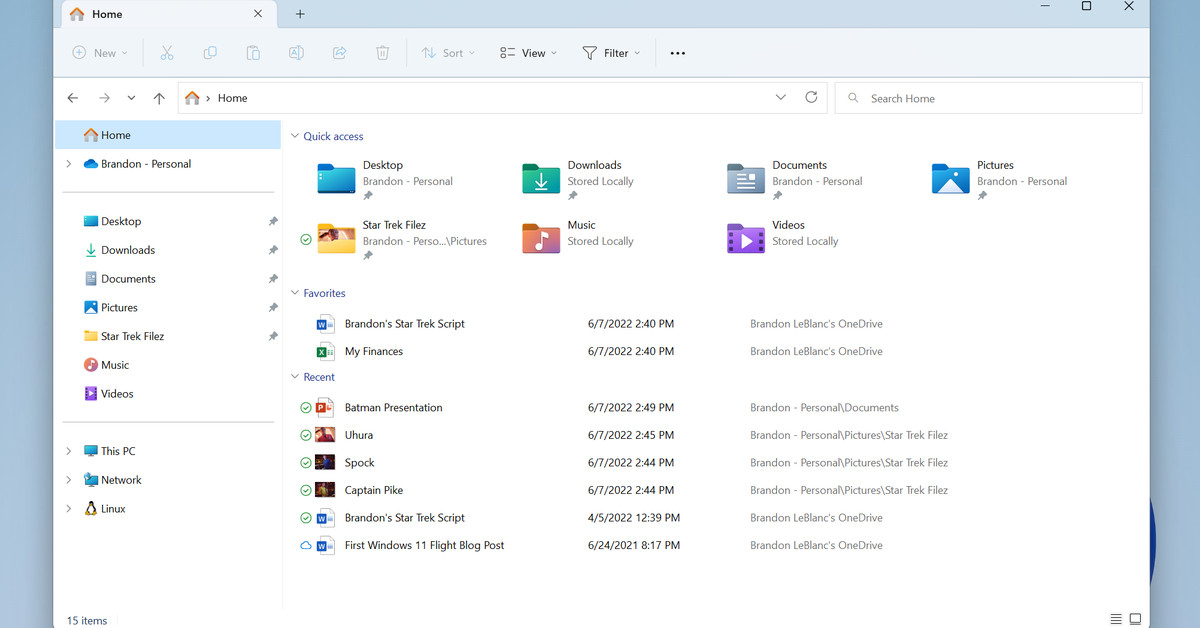 Home
New
Sort
View
Filter
Home
Search Home
Home
Brandon - Personal
Desktop
Downloads
Documents
Pictures
Star Trek Filez
Music
Videos
This PC
Network
Linux
Quick access
Desktop
Brandon - Personal
Downloads
Stored Locally
Documents
Brandon - Personal
Pictures
Brandon - Personal
Star Trek Filez
Brandon - Perso...\Pictures
Music
Stored Locally
Videos
Stored Locally
Favorites
Brandon's Star Trek Script 6/7/2022 2:40 PM Brandon LeBlanc's OneDrive
My Finances 6/7/2022 2:40 PM Brandon LeBlanc's OneDrive
Recent
Batman Presentation 6/7/2022 2:49 PM Brandon - Personal\Documents
Uhura 6/7/2022 2:45 PM Brandon - Personal\Pictures\Star Trek Filez
Spock 6/7/2022 2:44 PM Brandon - Personal\Pictures\Star Trek Filez
Captain Pike 6/7/2022 2:44 PM Brandon - Personal\Pictures\Star Trek Filez
Brandon's Star Trek Script 4/5/2022 12:39 PM Brandon LeBlanc's OneDrive
First Windows 11 Flight Blog Post 6/24/2021 8:17 PM Brandon LeBlanc's OneDrive
15 items